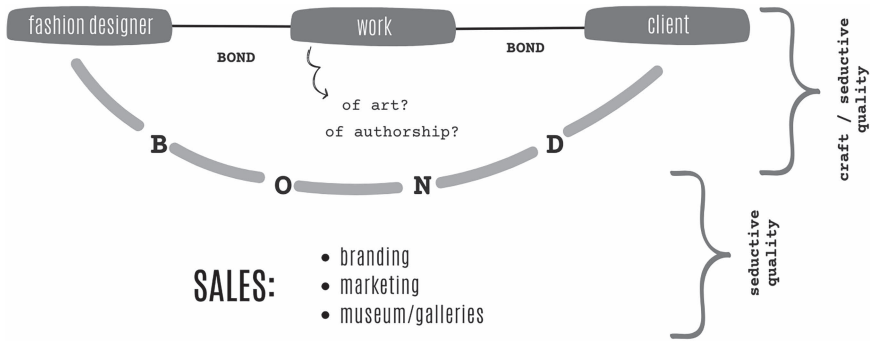 fashion designer
work
client
BOND
BOND
of art?
of authorship?
B O N D
craft / seductive
quality
SALES:
• branding
• marketing
• museum/galleries
seductive
quality